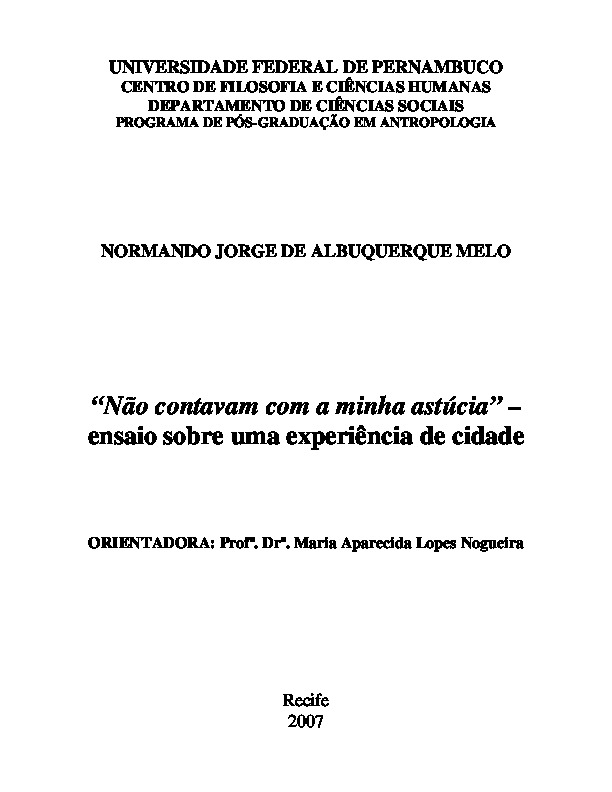 UNIVERSIDADE FEDERAL DE PERNAMBUCO
CENTRO DE FILOSOFIA E CIÊNCIAS HUMANAS
DEPARTAMENTO DE CIÊNCIAS SOCIAIS
PROGRAMA DE PÓS-GRADUAÇÃO EM ANTROPOLOGIA
NORMANDO JORGE DE ALBUQUERQUE MELO
“Não contavam com a minha astúcia” –
ensaio sobre uma experiência de cidade
ORIENTADORA: Profª. Drª. Maria Aparecida Lopes Nogueira
Recife
2007